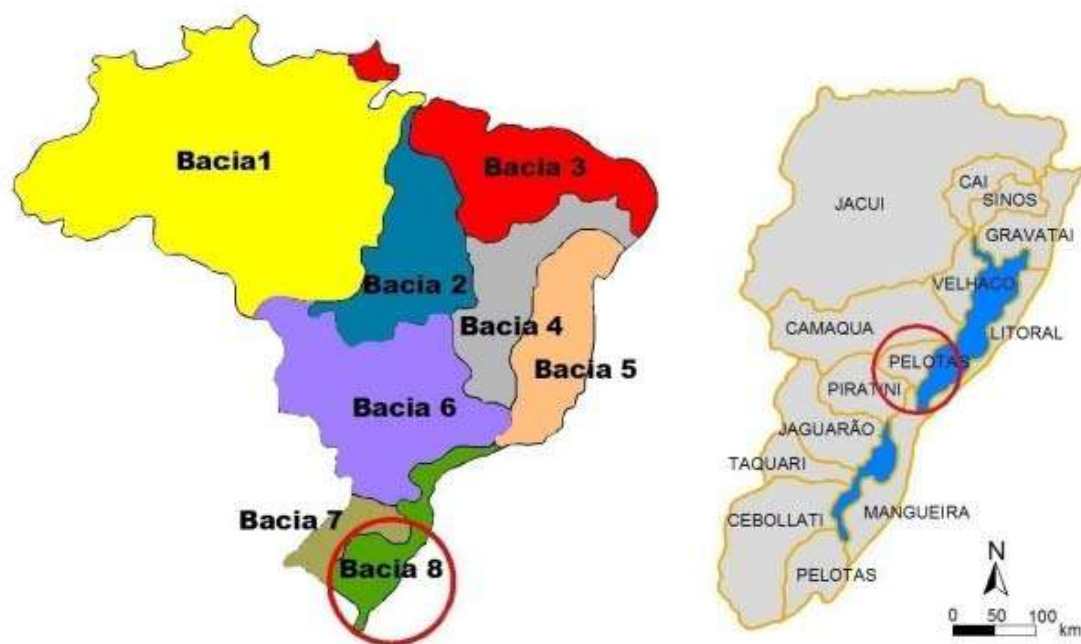 Bacia1
Bacia 3
Bacia 2
Bacia 4
Bacia 5
Bacia 6
Bacia 7
Bacia 8
CAI
SINOS
JACUI
GRAVATAI
VELHACO
CAMAQUA
LITORAL
PELOTAS
PIRATINI
JAGUARÃO
TAQUARI
CEBOLLATI
MANGUEIRA
PELOTAS
N
0 50 100
km